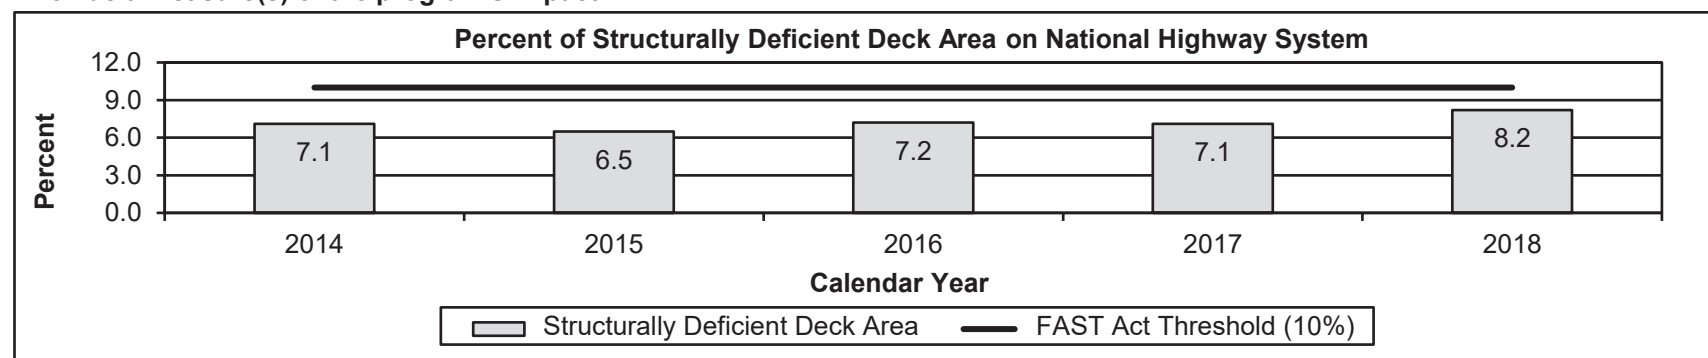 Percent of Structurally Deficient Deck Area on National Highway System
12.0
9.0
6.0
3.0
0.0
Percent
7.1
6.5
7.2
7.1
8.2
2014 2015 2016 2017 2018
Calendar Year
Structurally Deficient Deck Area FAST Act Threshold (10%)